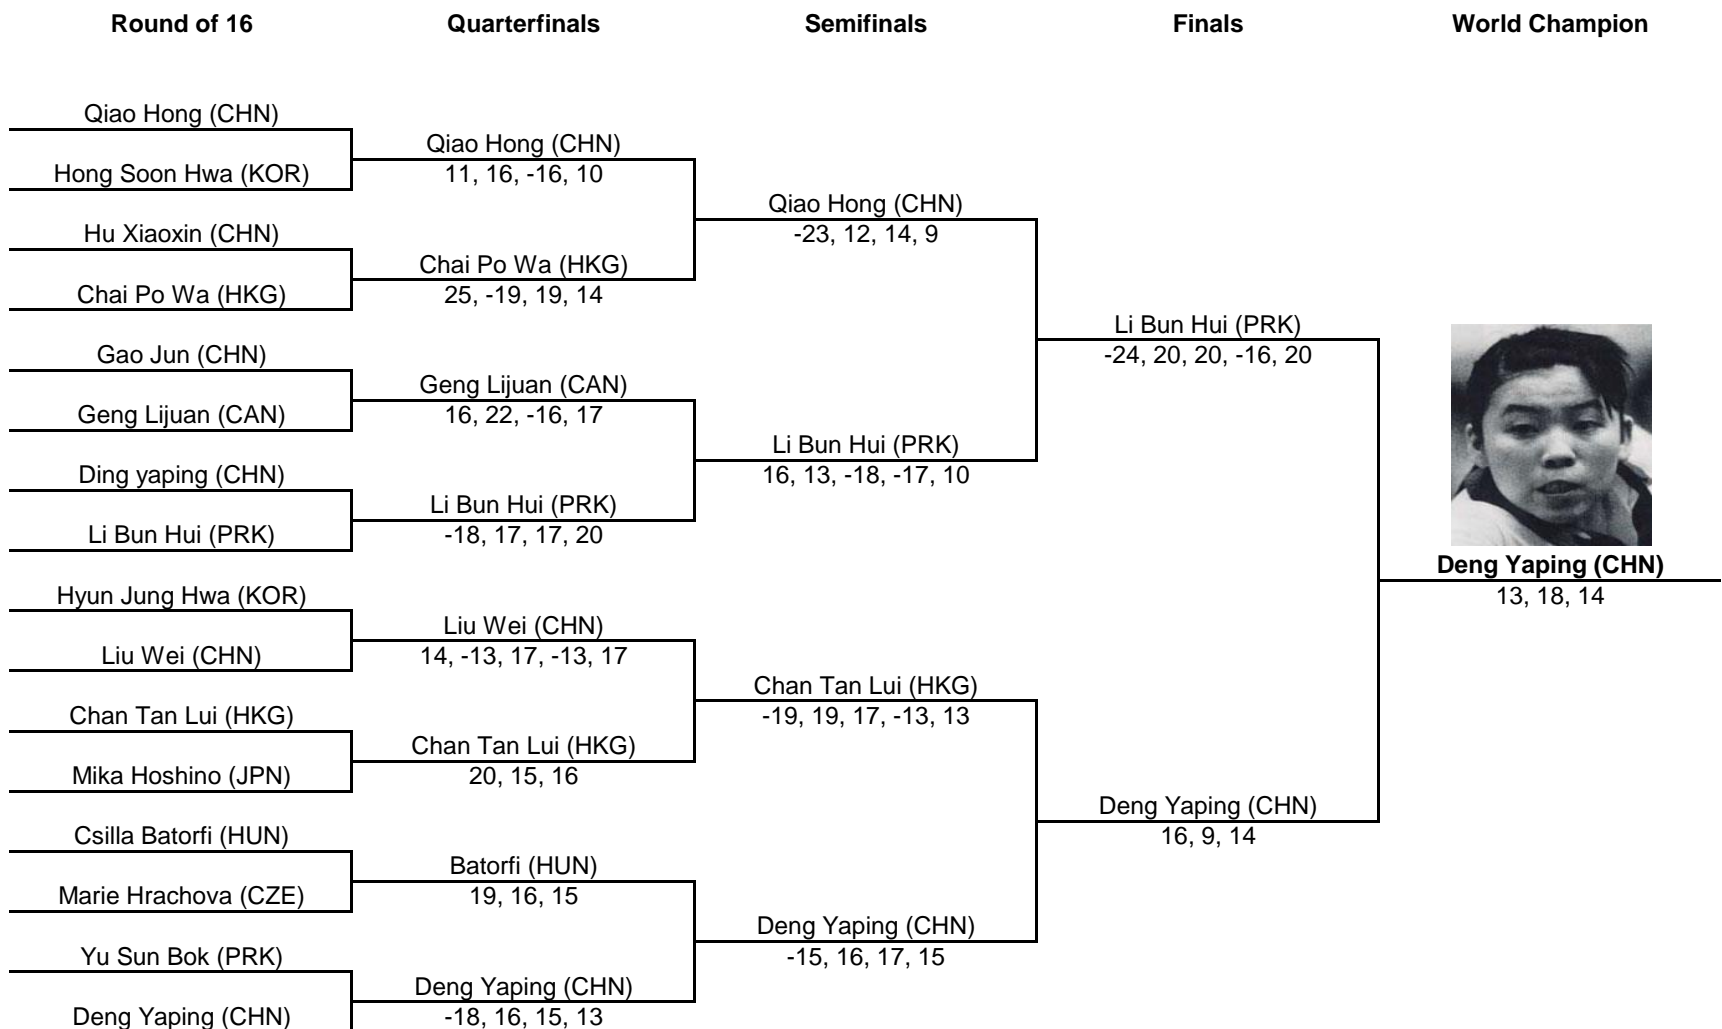 Round of 16 Quarterfinals Semifinals Finals World Champion
Qiao Hong (CHN)
Hong Soon Hwa (KOR)
Hu Xiaoxin (CHN)
Chai Po Wa (HKG)
Gao Jun (CHN)
Geng Lijuan (CAN)
Ding yaping (CHN)
Li Bun Hui (PRK)
Hyun Jung Hwa (KOR)
Liu Wei (CHN)
Chan Tan Lui (HKG)
Mika Hoshino (JPN)
Csilla Batorfi (HUN)
Marie Hrachova (CZE)
Yu Sun Bok (PRK)
Deng Yaping (CHN)
Qiao Hong (CHN)
11, 16, -16, 10
Chai Po Wa (HKG)
25, -19, 19, 14
Geng Lijuan (CAN)
16, 22, -16, 17
Li Bun Hui (PRK)
-18, 17, 17, 20
Liu Wei (CHN)
14, -13, 17, -13, 17
Chan Tan Lui (HKG)
20, 15, 16
Batorfi (HUN)
19, 16, 15
Deng Yaping (CHN)
-18, 16, 15, 13
Qiao Hong (CHN)
-23, 12, 14, 9
Li Bun Hui (PRK)
16, 13, -18, -17, 10
Chan Tan Lui (HKG)
-19, 19, 17, -13, 13
Deng Yaping (CHN)
-15, 16, 17, 15
Li Bun Hui (PRK)
-24, 20, 20, -16, 20
Deng Yaping (CHN)
16, 9, 14
Deng Yaping (CHN)
13, 18, 14